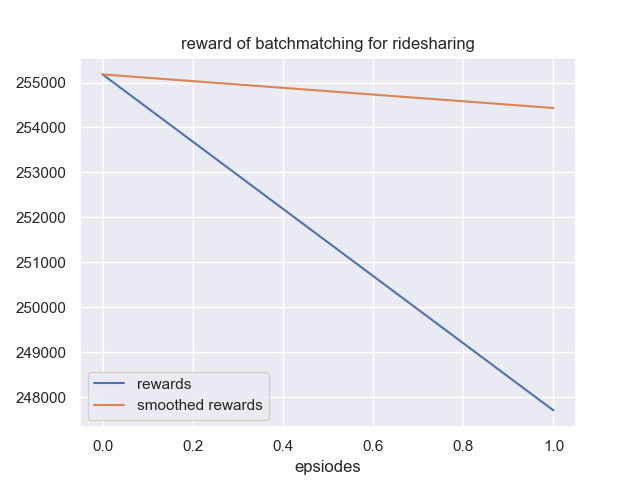 reward of batchmatching for ridesharing
255000
254000
253000
252000
251000
250000
249000
248000
rewards
smoothed rewards
0.0 0.2 0.4 0.6 0.8 1.0
epsiodes